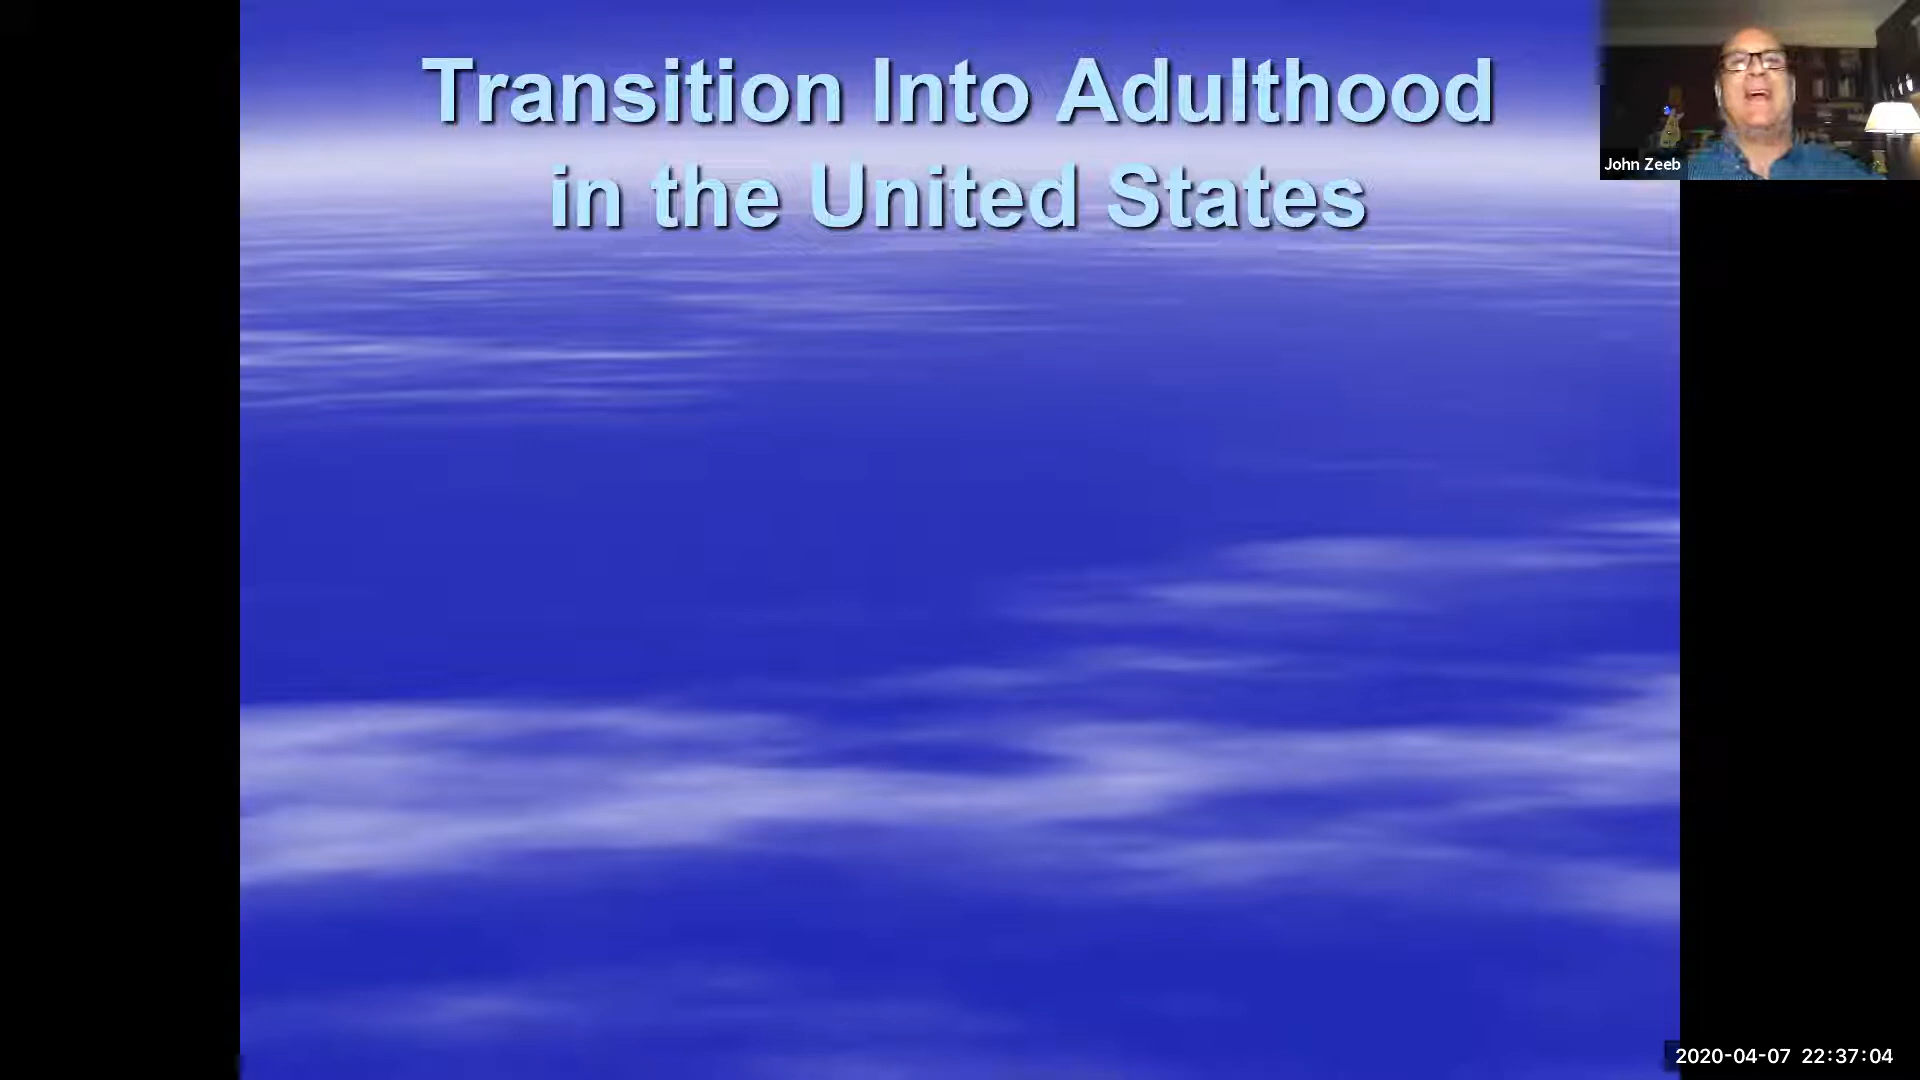 Transition Into Adulthood
in the United States
John Zeeb
2020-04-07 22:37:04